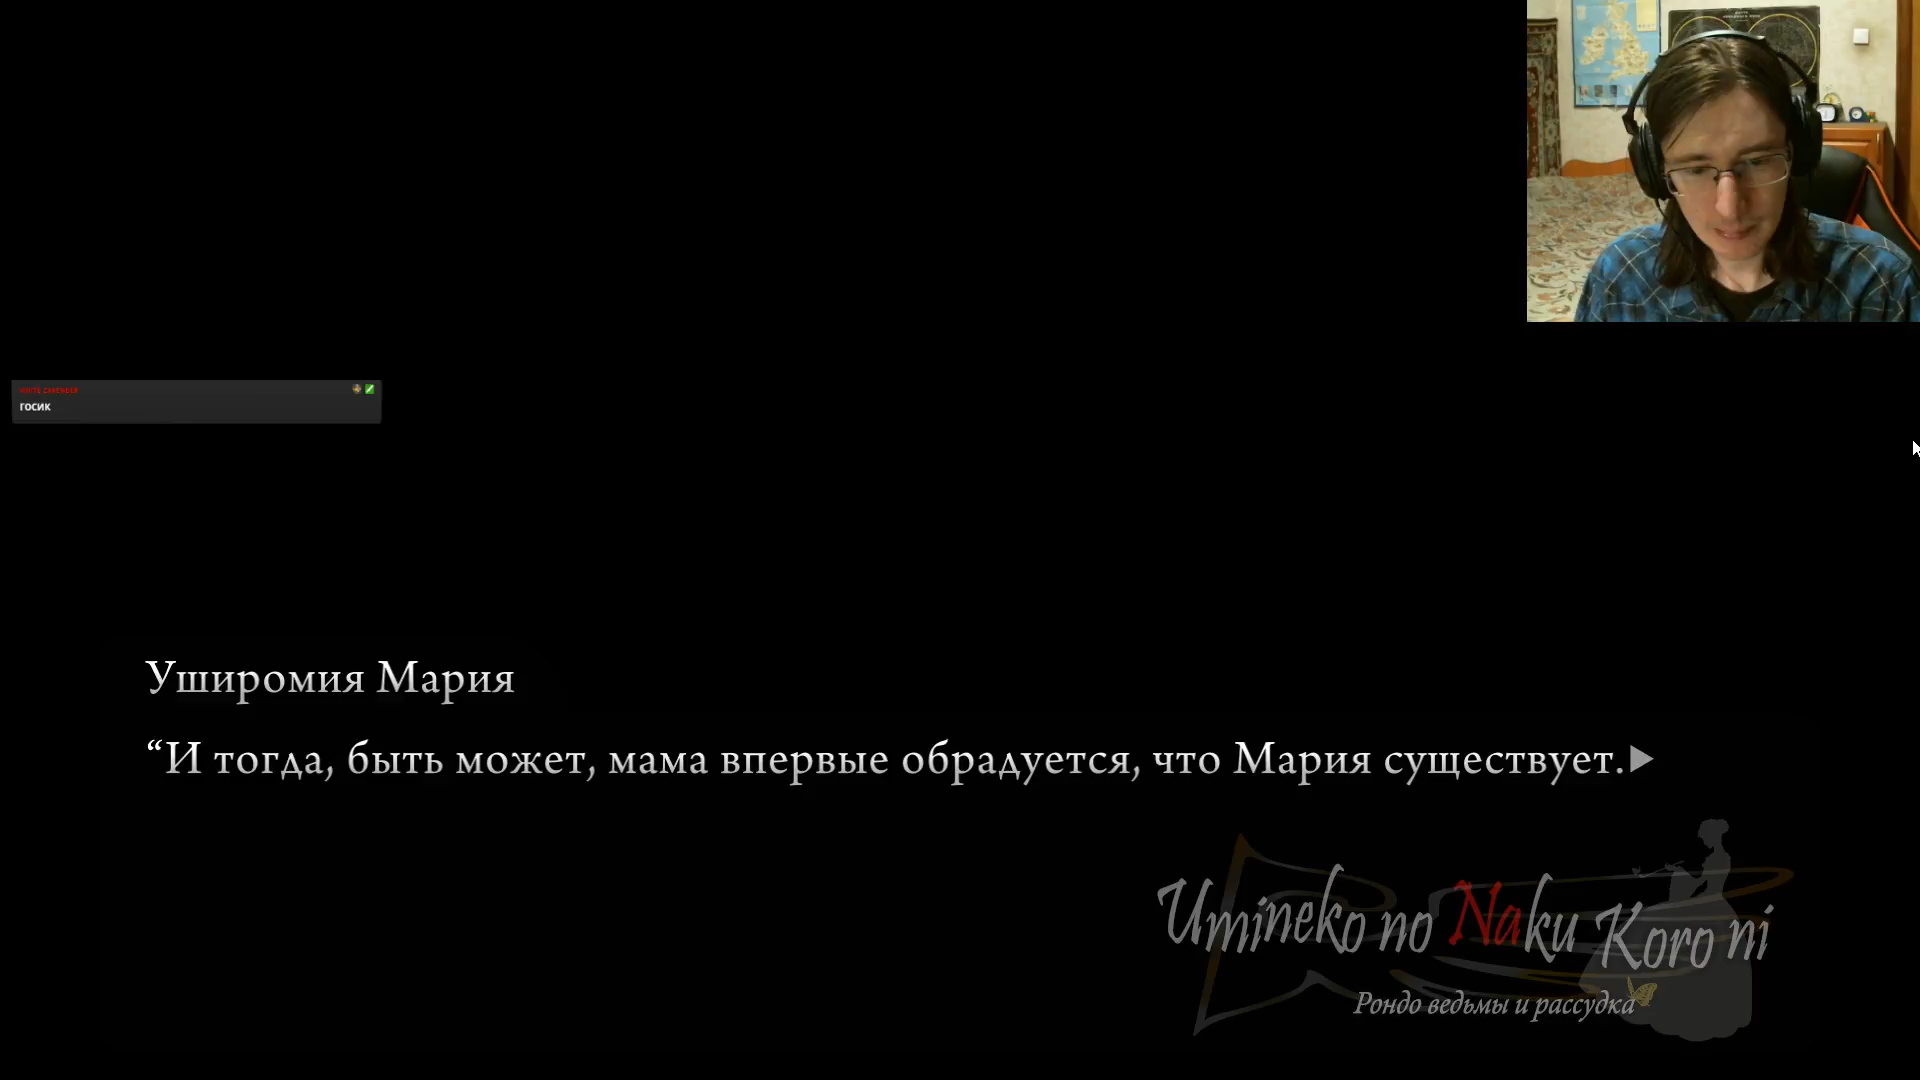 ГОСИК
Уширомия Мария
“И тогда, быть может, мама впервые обрадуется, что Мария существует.
Umineko no Naku Koro ni
Рондо ведьмы и рассудка